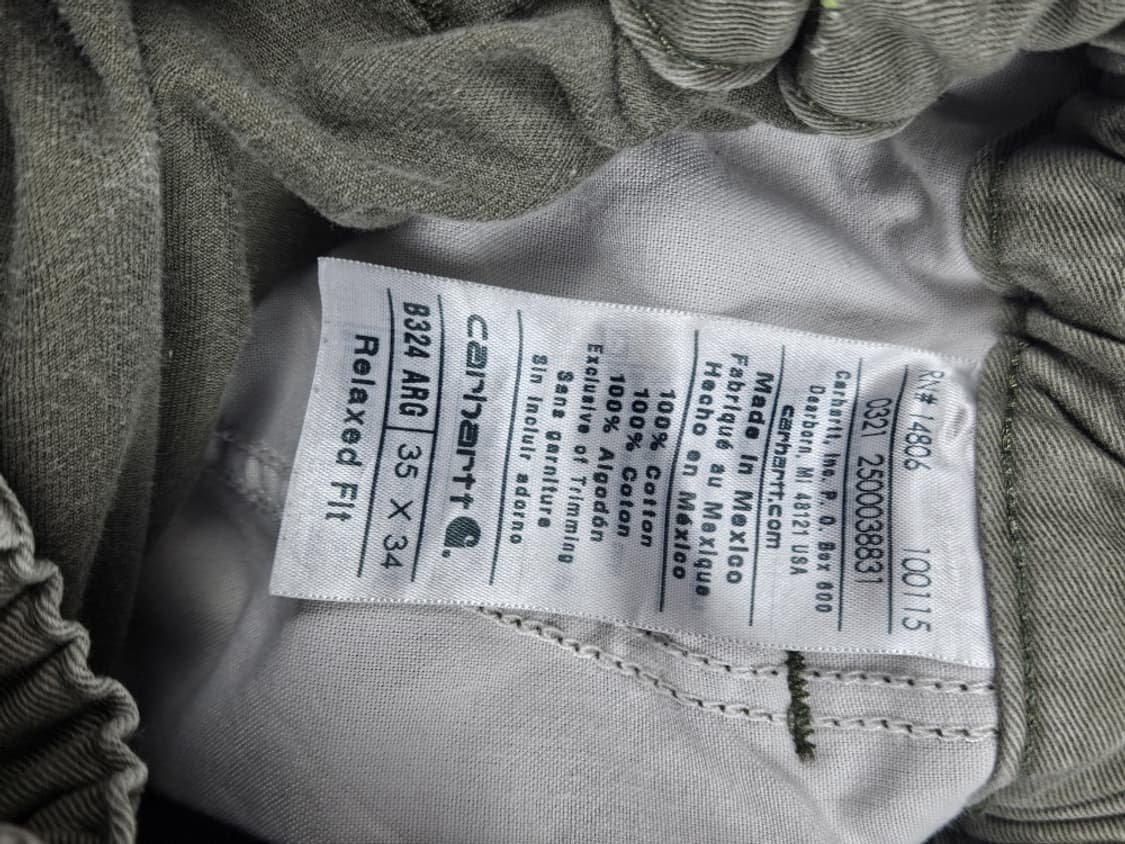 Relaxed Fit
B324 ARG 35 X 34
carhartt
Sin incluir adorno
Sans garniture
Exclusive of Trimming
100% Algodón
100% Coton
100% Cotton
Hecho en México
Fabriqué au Mexique
Made in Mexico
carhartt.com
Dearborn, MI 48121 USA
Carhartt, Inc. P. O. Box 600
0321 2500038831
RN# 14806 100115